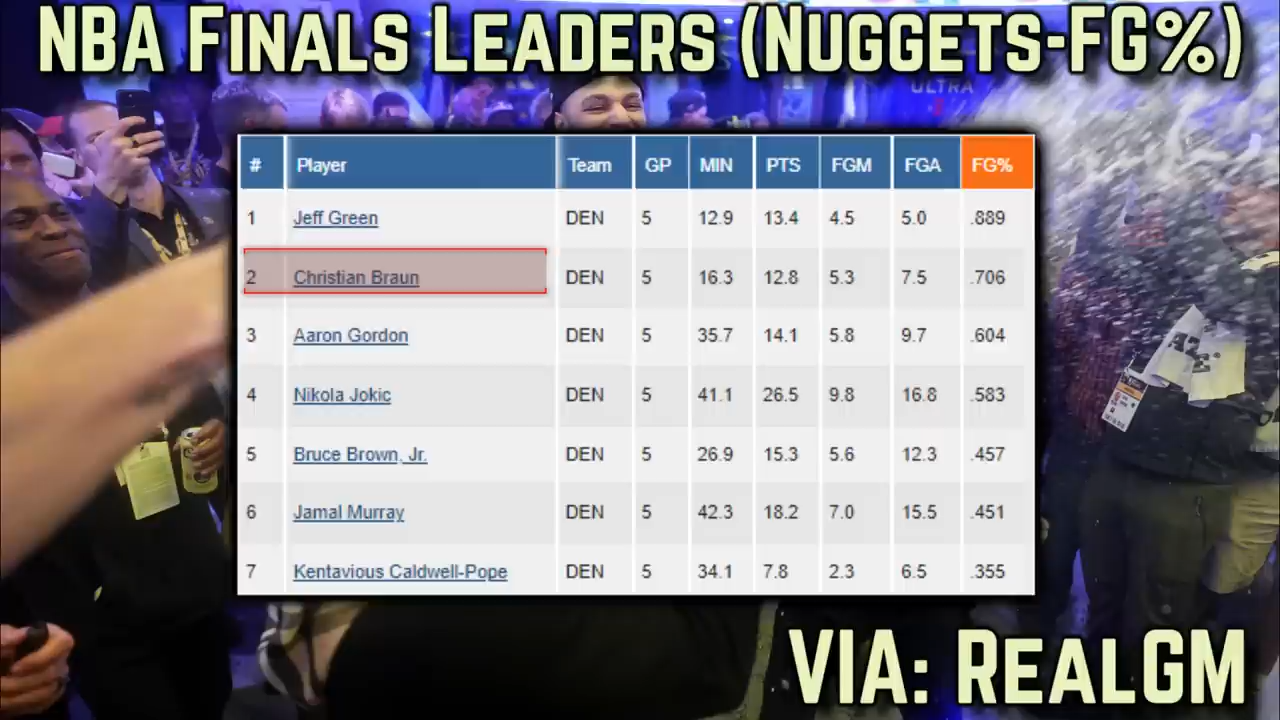 NBA Finals Leaders (Nuggets-FG%)
ULTRA
# Player Team GP MIN PTS FGM FGA FG%
1 Jeff Green DEN 5 12.9 13.4 4.5 5.0 .889
2 Christian Braun DEN 5 16.3 12.8 5.3 7.5 .706
3 Aaron Gordon DEN 5 35.7 14.1 5.8 9.7 .604
4 Nikola Jokic DEN 5 41.1 26.5 9.8 16.8 .583
5 Bruce Brown, Jr. DEN 5 26.9 15.3 5.6 12.3 .457
6 Jamal Murray DEN 5 42.3 18.2 7.0 15.5 .451
7 Kentavious Caldwell-Pope DEN 5 34.1 7.8 2.3 6.5 .355
VIA: RealGM